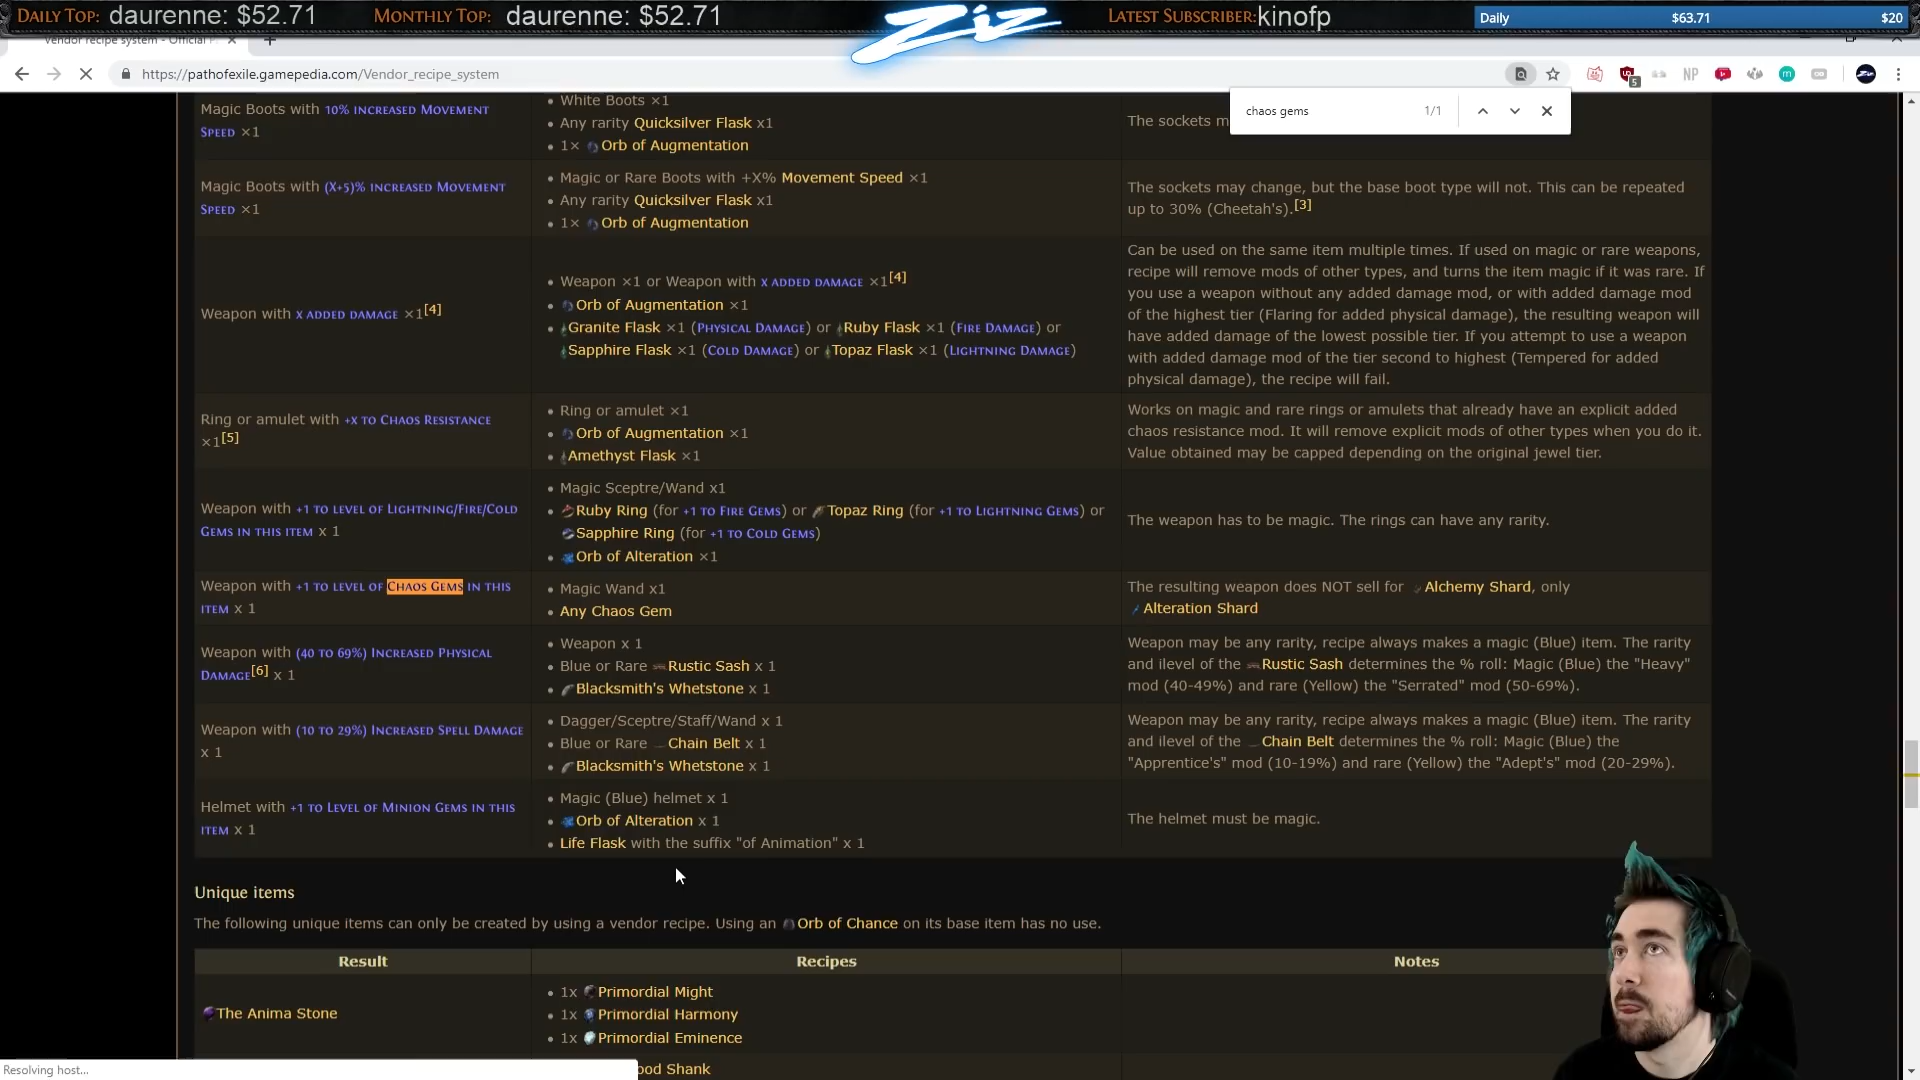 DAILY TOP: daurenne: $52.71
MONTHLY TOP: daurenne: $52.71
Ziz
LATEST SUBSCRIBER: kinofp
Daily $63.71 $20
Vendor recipe system - Official P
https://pathofexile.gamepedia.com/Vendor_recipe_system
NP
5
chaos gems 1/1
Magic Boots with 10% INCREASED MOVEMENT
SPEED ×1
• White Boots ×1
• Any rarity Quicksilver Flask x1
• 1× Orb of Augmentation
The sockets m
Magic Boots with (X+5)% INCREASED MOVEMENT
SPEED ×1
• Magic or Rare Boots with +X% Movement Speed ×1
• Any rarity Quicksilver Flask x1
• 1× Orb of Augmentation
The sockets may change, but the base boot type will not. This can be repeated
up to 30% (Cheetah's).[3]
Weapon with X ADDED DAMAGE ×1[4]
• Weapon ×1 or Weapon with X ADDED DAMAGE ×1[4]
• Orb of Augmentation ×1
• Granite Flask ×1 (PHYSICAL DAMAGE) or Ruby Flask ×1 (FIRE DAMAGE) or
Sapphire Flask ×1 (COLD DAMAGE) or Topaz Flask ×1 (LIGHTNING DAMAGE)
Can be used on the same item multiple times. If used on magic or rare weapons,
recipe will remove mods of other types, and turns the item magic if it was rare. If
you use a weapon without any added damage mod, or with added damage mod
of the highest tier (Flaring for added physical damage), the resulting weapon will
have added damage of the lowest possible tier. If you attempt to use a weapon
with added damage mod of the tier second to highest (Tempered for added
physical damage), the recipe will fail.
Ring or amulet with +X TO CHAOS RESISTANCE
×1[5]
• Ring or amulet ×1
• Orb of Augmentation ×1
• Amethyst Flask ×1
Works on magic and rare rings or amulets that already have an explicit added
chaos resistance mod. It will remove explicit mods of other types when you do it.
Value obtained may be capped depending on the original jewel tier.
Weapon with +1 TO LEVEL OF LIGHTNING/FIRE/COLD
GEMS IN THIS ITEM x 1
• Magic Sceptre/Wand x1
• Ruby Ring (for +1 TO FIRE GEMS) or Topaz Ring (for +1 TO LIGHTNING GEMS) or
Sapphire Ring (for +1 TO COLD GEMS)
• Orb of Alteration ×1
The weapon has to be magic. The rings can have any rarity.
Weapon with +1 TO LEVEL OF CHAOS GEMS IN THIS
ITEM x 1
• Magic Wand x1
• Any Chaos Gem
The resulting weapon does NOT sell for Alchemy Shard, only
Alteration Shard
Weapon with (40 TO 69%) INCREASED PHYSICAL
DAMAGE[6] x 1
• Weapon x 1
• Blue or Rare Rustic Sash x 1
• Blacksmith's Whetstone x 1
Weapon may be any rarity, recipe always makes a magic (Blue) item. The rarity
and ilevel of the Rustic Sash determines the % roll: Magic (Blue) the "Heavy"
mod (40-49%) and rare (Yellow) the "Serrated" mod (50-69%).
Weapon with (10 TO 29%) INCREASED SPELL DAMAGE
x 1
• Dagger/Sceptre/Staff/Wand x 1
• Blue or Rare Chain Belt x 1
• Blacksmith's Whetstone x 1
Weapon may be any rarity, recipe always makes a magic (Blue) item. The rarity
and ilevel of the Chain Belt determines the % roll: Magic (Blue) the
"Apprentice's" mod (10-19%) and rare (Yellow) the "Adept's" mod (20-29%).
Helmet with +1 TO LEVEL OF MINION GEMS IN THIS
ITEM x 1
• Magic (Blue) helmet x 1
• Orb of Alteration x 1
• Life Flask with the suffix "of Animation" x 1
The helmet must be magic.
Unique items
The following unique items can only be created by using a vendor recipe. Using an Orb of Chance on its base item has no use.
Result Recipes Notes
The Anima Stone
• 1x Primordial Might
• 1x Primordial Harmony
• 1x Primordial Eminence
ood Shank
Resolving host...